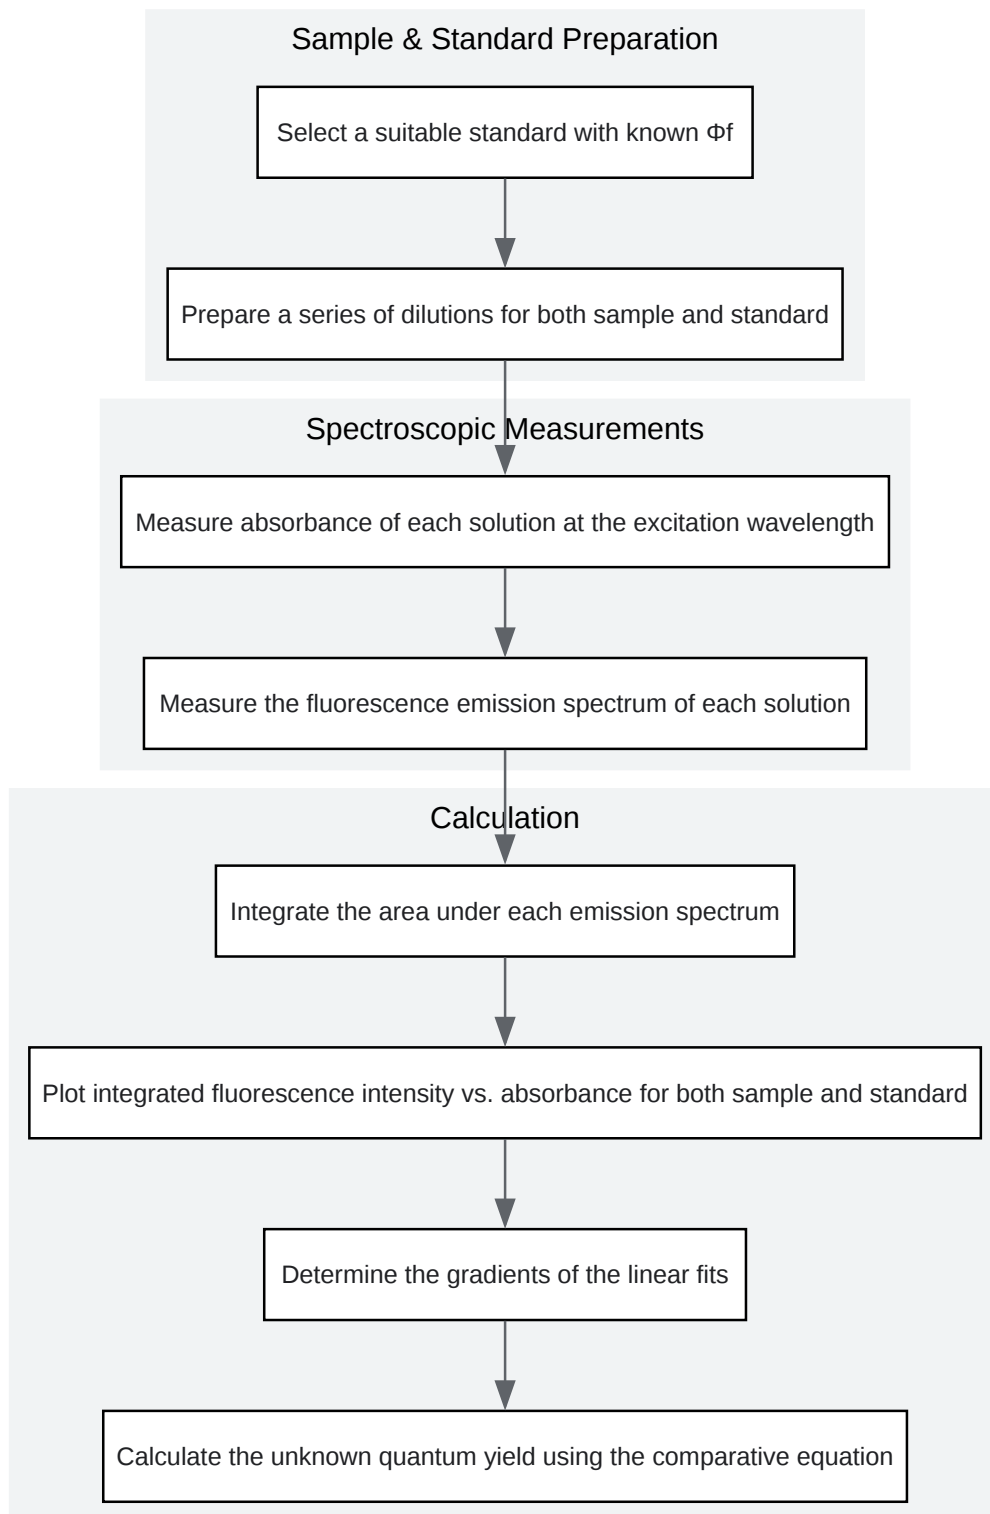 Sample & Standard Preparation
Select a suitable standard with known Φf
Prepare a series of dilutions for both sample and standard
Spectroscopic Measurements
Measure absorbance of each solution at the excitation wavelength
Measure the fluorescence emission spectrum of each solution
Calculation
Integrate the area under each emission spectrum
Plot integrated fluorescence intensity vs. absorbance for both sample and standard
Determine the gradients of the linear fits
Calculate the unknown quantum yield using the comparative equation